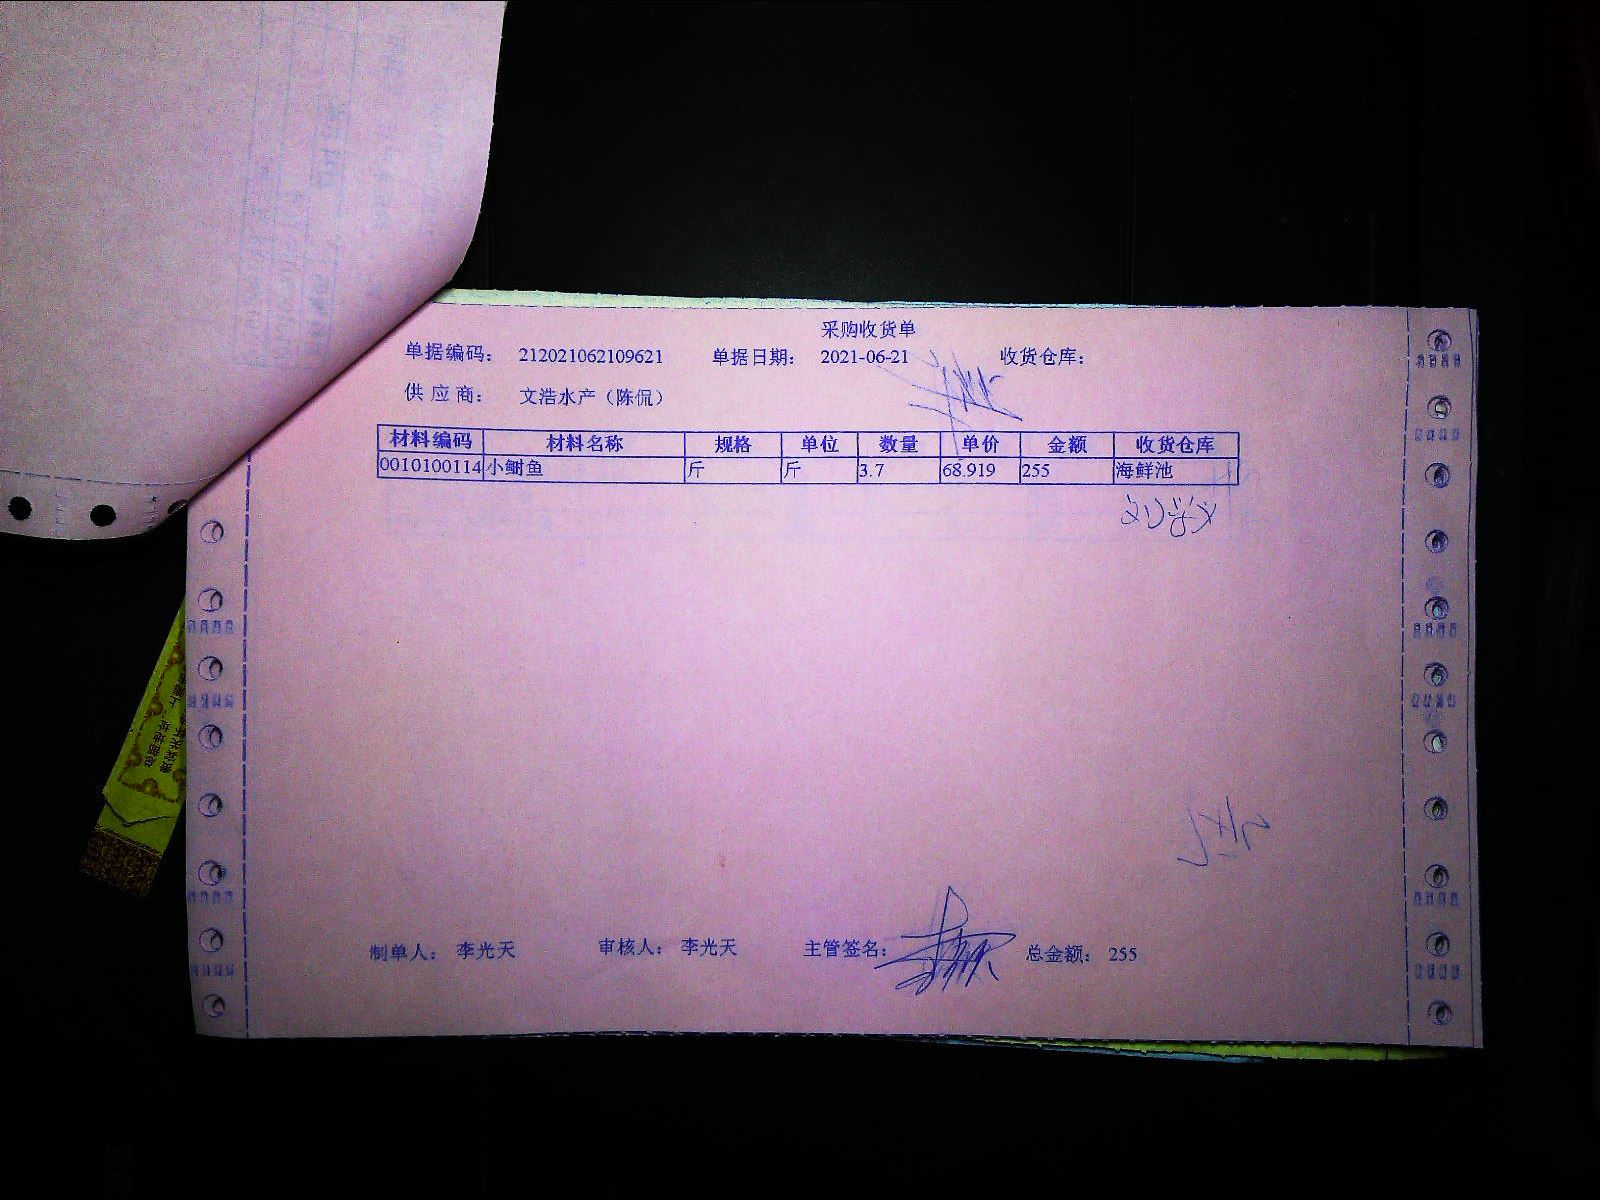 采购收货单
单据编码： 212021062109621 单据日期： 2021-06-21 收货仓库：
供应商： 文浩水产（陈侃）
材料编码 材料名称 规格 单位 数量 单价 金额 收货仓库
0010100114 小鲥鱼 斤 斤 3.7 68.919 255 海鲜池
制单人： 李光天 审核人： 李光天 主管签名： 总金额： 255